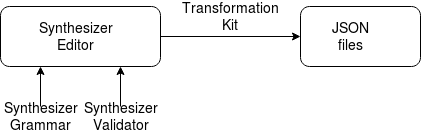 Transformation
Kit
Synthesizer
Editor
JSON
files
Synthesizer
Grammar
Synthesizer
Validator